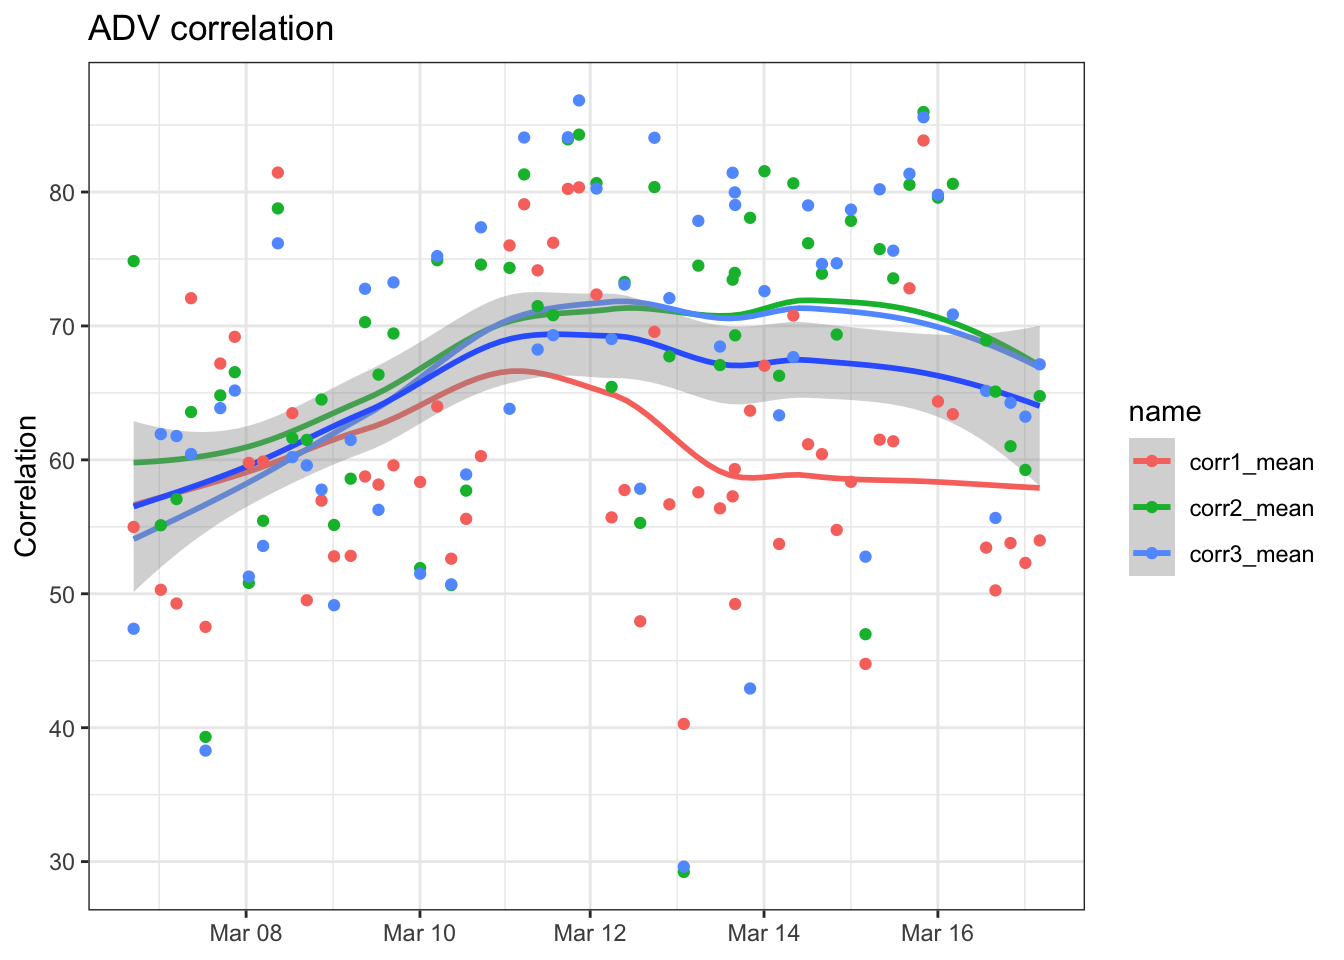 ADV correlation
Correlation
80
70
60
50
40
30
Mar 08
Mar 10
Mar 12
Mar 14
Mar 16
name
corr1_mean
corr2_mean
corr3_mean